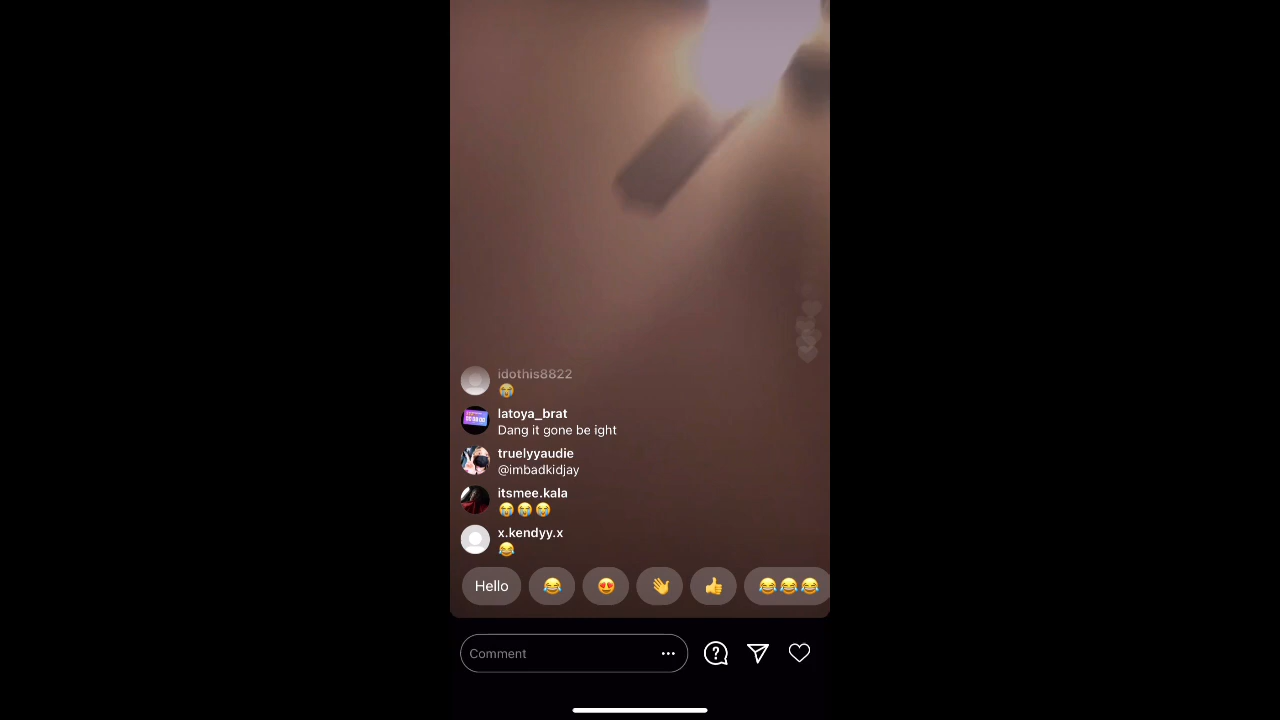 idothis8822
😭
latoya_brat
Dang it gone be ight
truelyyaudie
@imbadkidjay
itsmee.kala
😭😭😭
x.kendyy.x
😂
Hello 😂 😍 👋 👍 😂😂😂
Comment